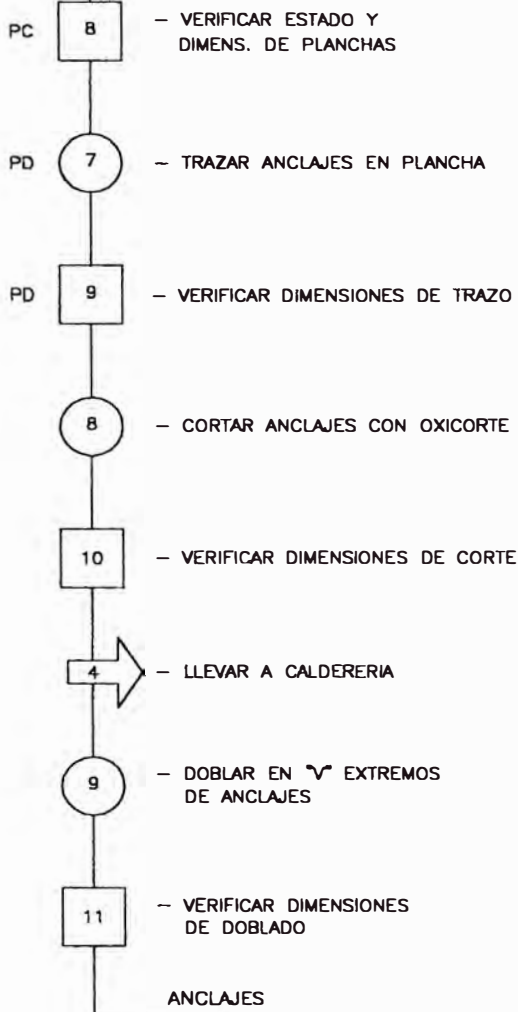 PC 8 – VERIFICAR ESTADO Y
DIMENS. DE PLANCHAS
PD 7 – TRAZAR ANCLAJES EN PLANCHA
PD 9 – VERIFICAR DIMENSIONES DE TRAZO
8 – CORTAR ANCLAJES CON OXICORTE
10 – VERIFICAR DIMENSIONES DE CORTE
4 – LLEVAR A CALDERERIA
9 – DOBLAR EN "V" EXTREMOS
DE ANCLAJES
11 – VERIFICAR DIMENSIONES
DE DOBLADO
ANCLAJES